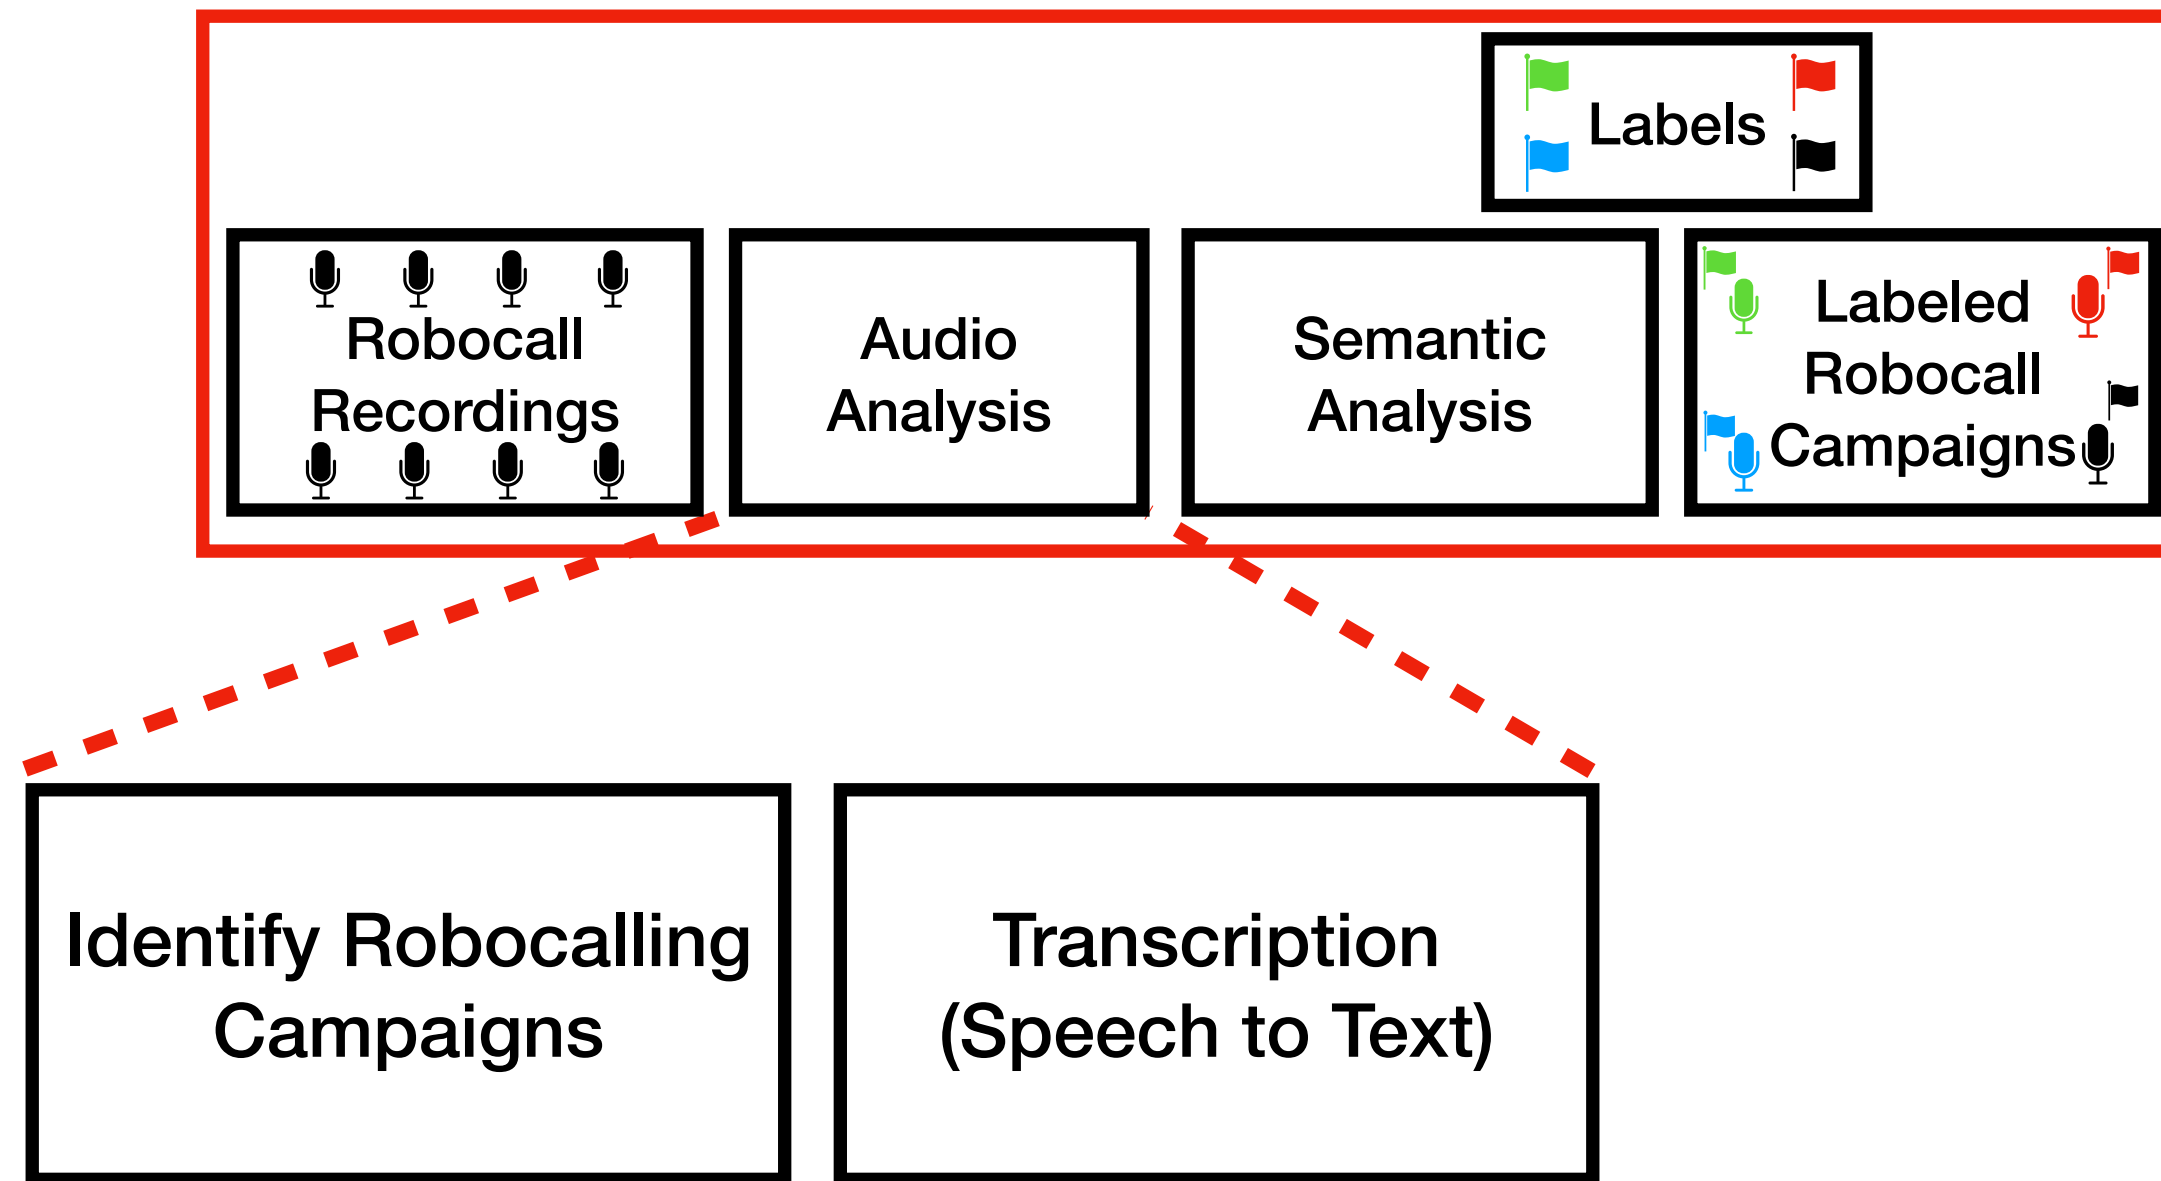 Labels
Robocall
Recordings
Audio
Analysis
Semantic
Analysis
Labeled
Robocall
Campaigns
Identify Robocalling
Campaigns
Transcription
(Speech to Text)